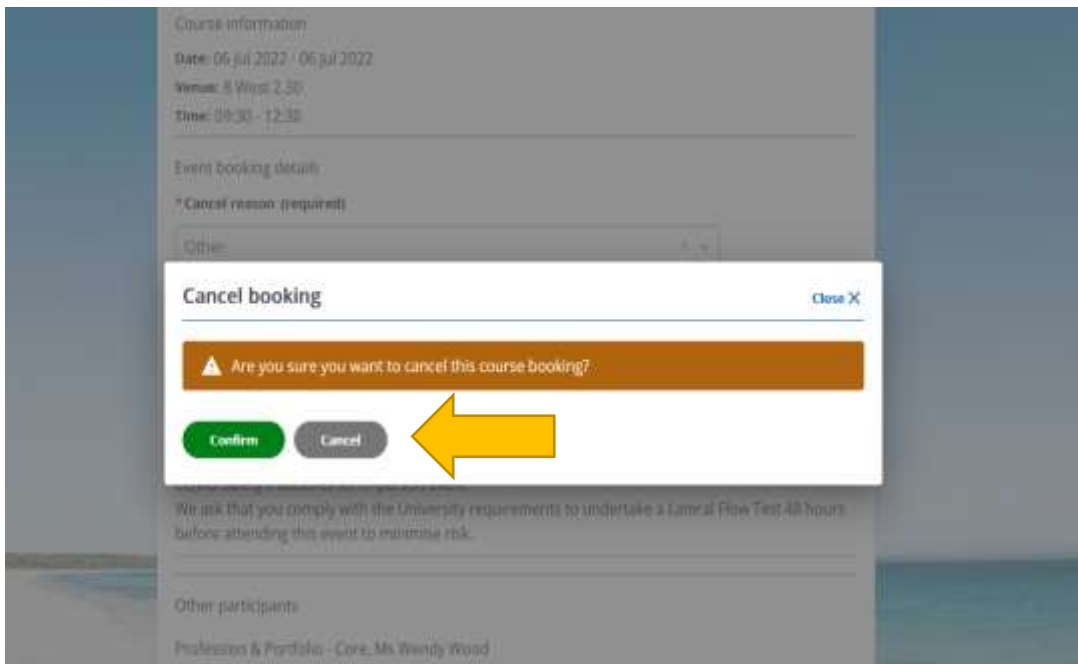 Course information
Date: 06 Jul 2022 - 06 Jul 2022
Venue: 8 West 2.30
Time: 09:30 - 12:30
Event booking details
*Cancel reason (required)
Other
Cancel booking
Close X
Are you sure you want to cancel this course booking?
Confirm
Cancel
We ask that you comply with the University requirements to undertake a Lateral Flow Test 48 hours
before attending this event to minimise risk.
Other participants
Profession & Portfolio - Core, Ms Wendy Wood